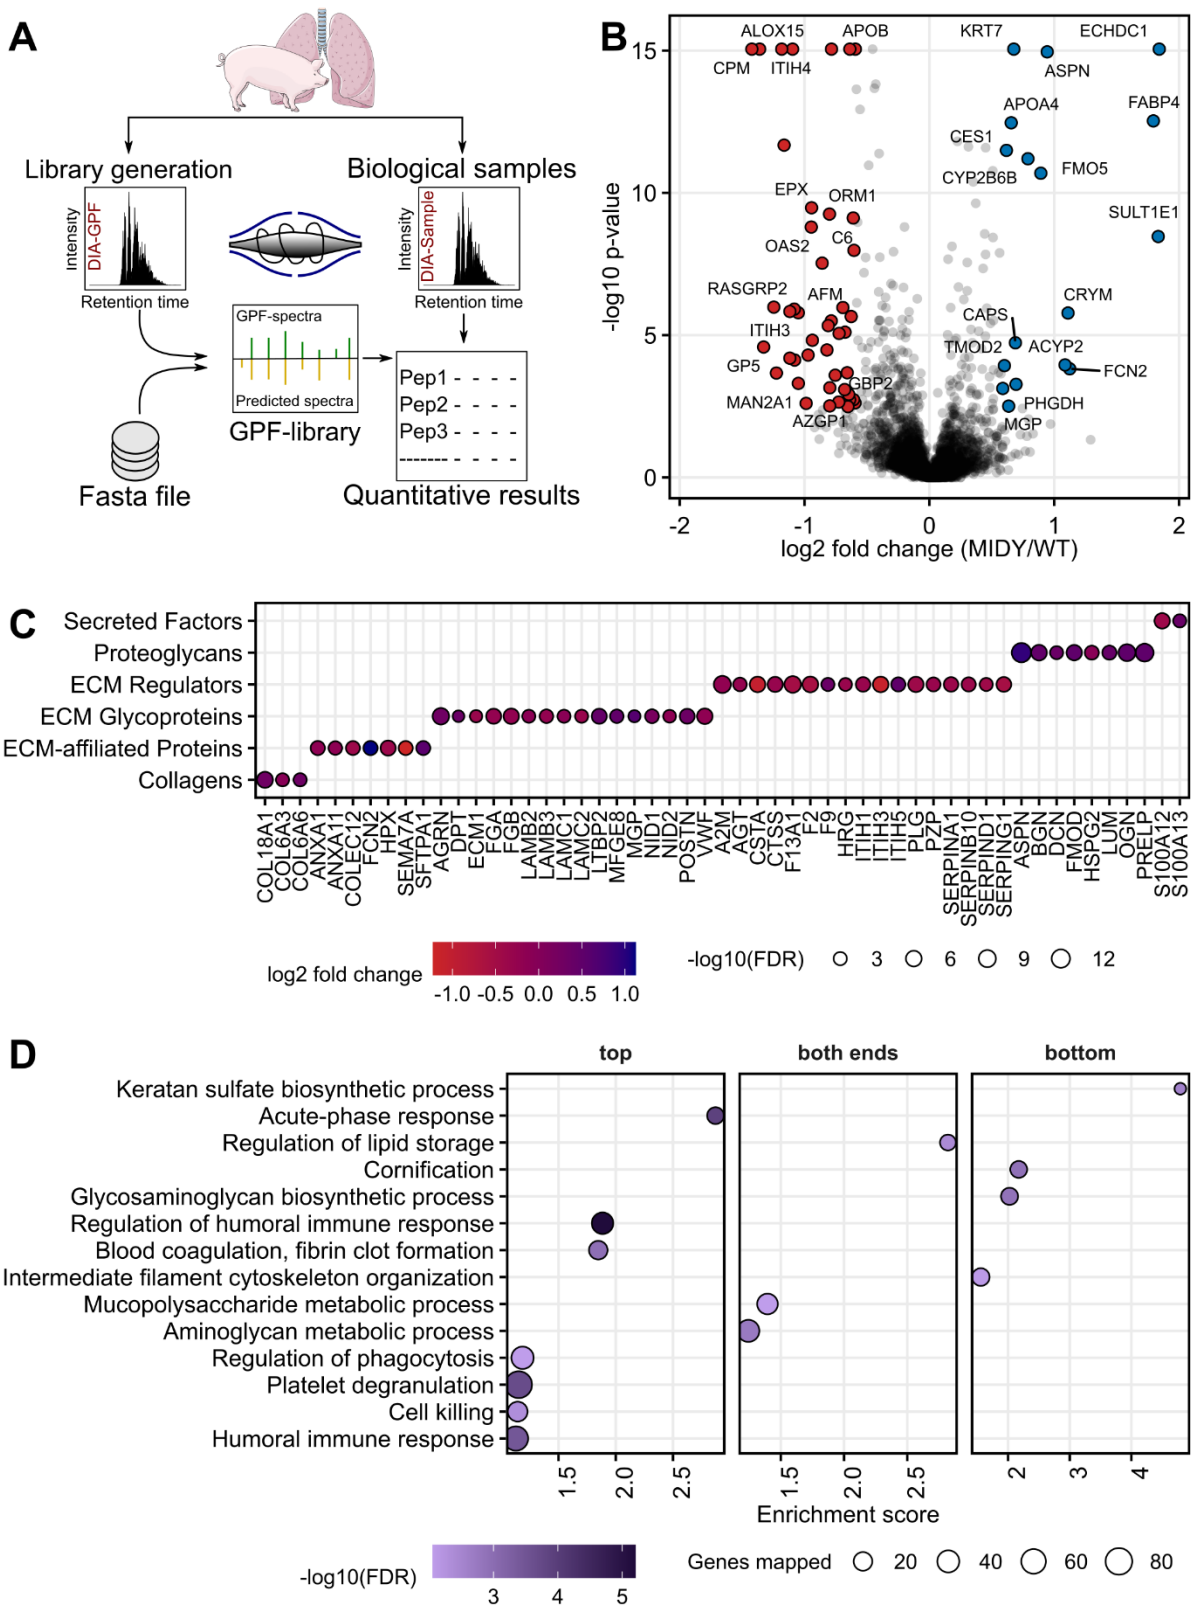 A
Library generation
Biological samples
Intensity
DIA-GPF
Retention time
Intensity
DIA-Sample
Retention time
GPF-spectra
Predicted spectra
GPF-library
Fasta file
Pep1 - - - -
Pep2 - - - -
Pep3 - - - -
------- - - - -
Quantitative results
B
ALOX15
APOB
KRT7
ECHDC1
CPM
ITIH4
ASPN
APOA4
FABP4
CES1
CYP2B6B
FMO5
EPX
ORM1
SULT1E1
OAS2
C6
RASGRP2
AFM
CRYM
CAPS
ITIH3
TMOD2
ACYP2
GP5
GBP2
FCN2
MAN2A1
PHGDH
AZGP1
MGP
15
10
5
0
-log10 p-value
-2
-1
0
1
2
log2 fold change (MIDY/WT)
C
Secreted Factors
Proteoglycans
ECM Regulators
ECM Glycoproteins
ECM-affiliated Proteins
Collagens
COL18A1
COL6A3
COL6A6
ANXA1
ANXA11
COLEC12
FCN2
HPX
SEMA7A
SFTPA1
AGRN
DPT
ECM1
FGA
FGB
LAMB2
LAMB3
LAMC1
LAMC2
LTBP2
MFGE8
MGP
NID1
NID2
POSTN
VWF
A2M
AGT
CSTA
CTSS
F13A1
F2
F9
HRG
ITIH1
ITIH3
ITIH5
PLG
PZP
SERPINA1
SERPINB10
SERPIND1
SERPING1
ASPN
BGN
DCN
FMOD
HSPG2
LUM
OGN
PRELP
S100A12
S100A13
log2 fold change
-1.0 -0.5 0.0 0.5 1.0
-log10(FDR) 3 6 9 12
D
top
both ends
bottom
Keratan sulfate biosynthetic process
Acute-phase response
Regulation of lipid storage
Cornification
Glycosaminoglycan biosynthetic process
Regulation of humoral immune response
Blood coagulation, fibrin clot formation
Intermediate filament cytoskeleton organization
Mucopolysaccharide metabolic process
Aminoglycan metabolic process
Regulation of phagocytosis
Platelet degranulation
Cell killing
Humoral immune response
1.5
2.0
2.5
1.5
2.0
2.5
2
3
4
Enrichment score
-log10(FDR)
3 4 5
Genes mapped 20 40 60 80